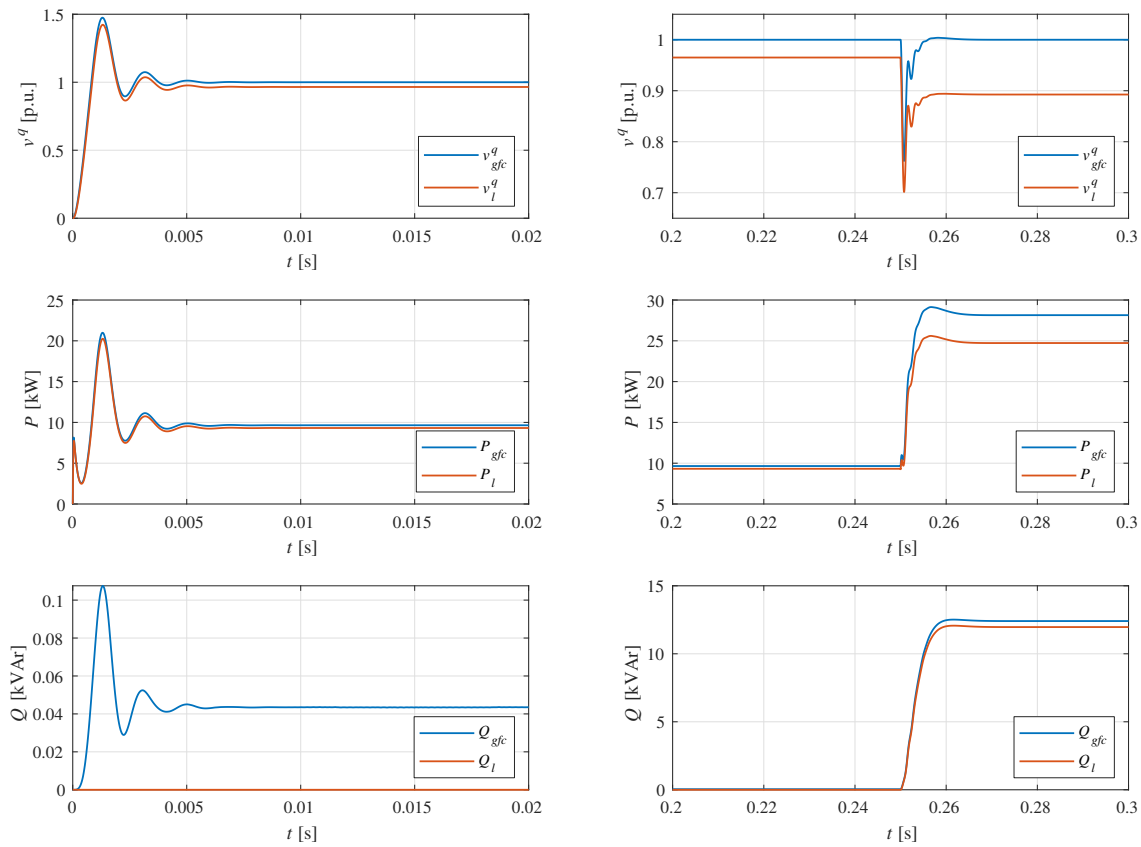 1.5
1
0.5
0
v^q [p.u.]
v^q_gfc
v^q_l
0 0.005 0.01 0.015 0.02
t [s]
1
0.9
0.8
0.7
v^q [p.u.]
v^q_gfc
v^q_l
0.2 0.22 0.24 0.26 0.28 0.3
t [s]
25
20
15
10
5
0
P [kW]
P_gfc
P_l
0 0.005 0.01 0.015 0.02
t [s]
30
25
20
15
10
5
P [kW]
P_gfc
P_l
0.2 0.22 0.24 0.26 0.28 0.3
t [s]
0.1
0.08
0.06
0.04
0.02
0
Q [kVAr]
Q_gfc
Q_l
0 0.005 0.01 0.015 0.02
t [s]
15
10
5
0
Q [kVAr]
Q_gfc
Q_l
0.2 0.22 0.24 0.26 0.28 0.3
t [s]